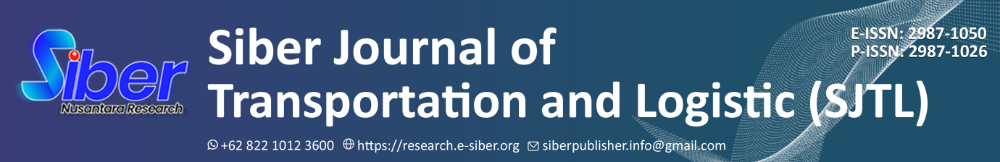 Siber
Nusantara Research
Siber Journal of
Transportation and Logistic (SJTL)
E-ISSN: 2987-1050
P-ISSN: 2987-1026
+62 822 1012 3600 https://research.e-siber.org siberpublisher.info@gmail.com